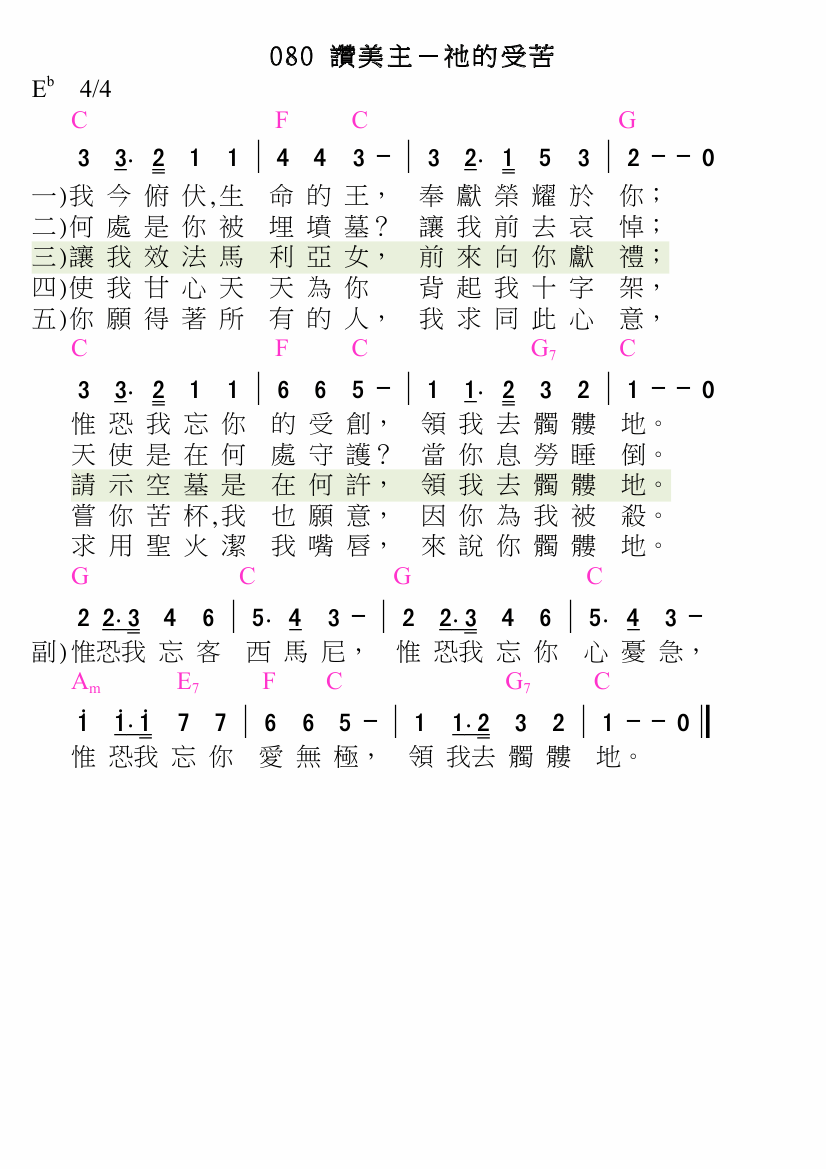 080 讚美主－祂的受苦
E♭ 4/4
C F C G
3 3. 2 1 1 | 4 4 3 － | 3 2. 1 5 3 | 2 － － 0
一)我今俯伏,生命的王，奉獻榮耀於你；
二)何處是你被埋墳墓？讓我前去哀悼；
三)讓我效法馬利亞女，前來向你獻禮；
四)使我甘心天天為你 背起我十字架，
五)你願得著所有的人，我求同此心意，
C F C G7 C
3 3. 2 1 1 | 6 6 5 － | 1 1. 2 3 2 | 1 － － 0
惟恐我忘你的受創，領我去髑髏地。
天使是在何處守護？當你息勞睡倒。
請示空墓是在何許，領我去髑髏地。
嘗你苦杯,我也願意，因你為我被殺。
求用聖火潔我嘴唇，來說你髑髏地。
G C G C
2 2. 3 4 6 | 5. 4 3 － | 2 2. 3 4 6 | 5. 4 3 －
副)惟恐我忘客西馬尼，惟恐我忘你心憂急，
Am E7 F C G7 C
i i. i 7 7 | 6 6 5 － | 1 1. 2 3 2 | 1 － － 0 ‖
惟恐我忘你愛無極，領我去髑髏地。